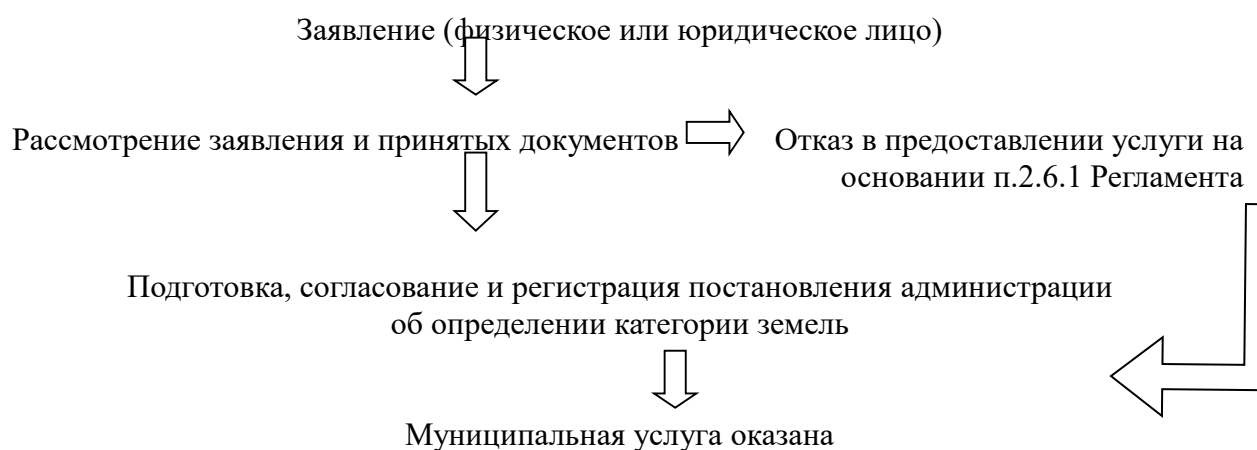 Заявление (физическое или юридическое лицо)
Рассмотрение заявления и принятых документов
Отказ в предоставлении услуги на
основании п.2.6.1 Регламента
Подготовка, согласование и регистрация постановления администрации
об определении категории земель
Муниципальная услуга оказана